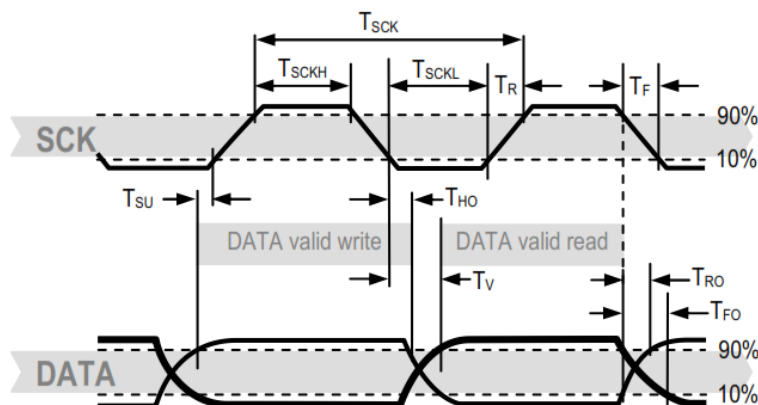 TSCK
TSCKH TSCKL TR TF
SCK
90%
10%
TSU THO
DATA valid write DATA valid read
TV TRO
TFO
DATA
90%
10%